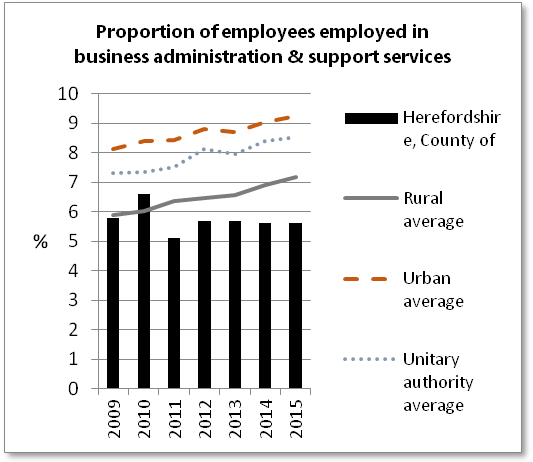 Proportion of employees employed in
business administration & support services
10
9
8
7
6
5
4
3
2
1
0
%
2009
2010
2011
2012
2013
2014
2015
Herefordshir
e, County of
Rural
average
Urban
average
Unitary
authority
average